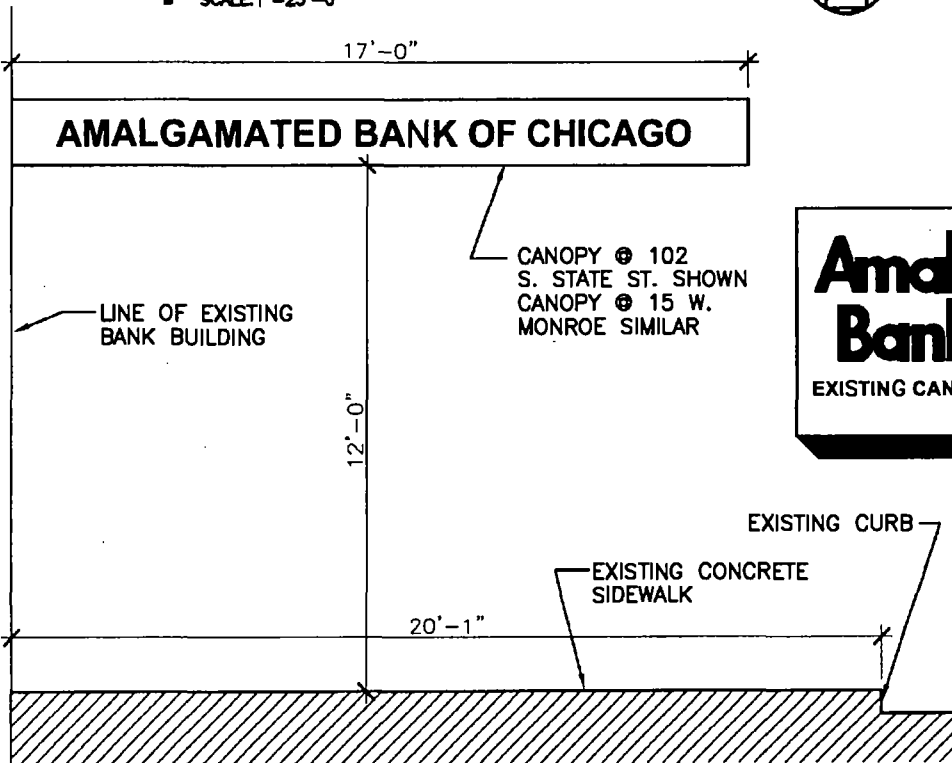 17'-0"
AMALGAMATED BANK OF CHICAGO
CANOPY @ 102
S. STATE ST. SHOWN
CANOPY @ 15 W.
MONROE SIMILAR
LINE OF EXISTING
BANK BUILDING
12'-0"
EXISTING CURB
EXISTING CONCRETE
SIDEWALK
20'-1"